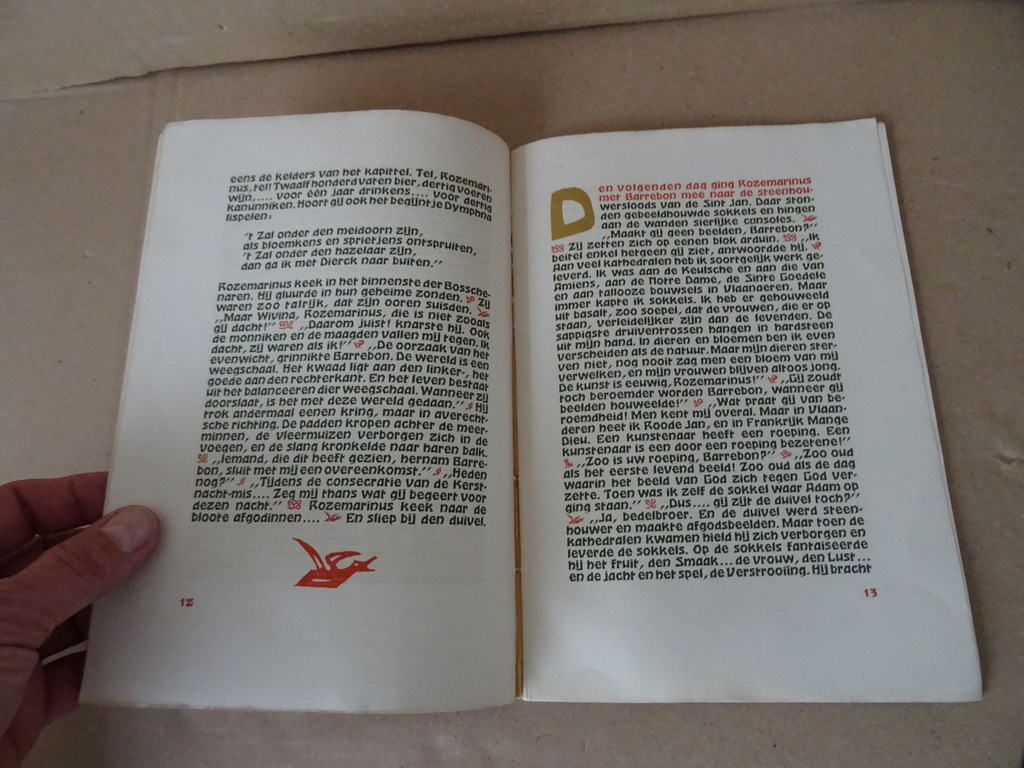 eens de kelders van het kapittel. Tel, Rozemari-
nus, tel! Twaalf honderd vaten bier, dertig voeren
wijn,.... voor één jaar drinkens.... voor dertig
kanunniken. Hoort gij ook het begijntje Dymphna
lispelen:
't Zal onder den meidoorn zijn,
als bloemkens en sprietjens ontspruiten,
't Zal onder den hazelaar zijn,
dan ga ik met Dierck naar buiten.''
Rozemarinus keek in het binnenste der Bossche-
naren. Hij gluurde in hun geheime zonden. Zij
waren zoo talrijk, dat zijn ooren suisden.
,,Maar Wivina, Rozemarinus, die is niet zooals
gij dacht!'' ,,Daarom juist! knarste hij. Ook
de monniken en de maagden vallen mij tegen. Ik
dacht, zij waren als ik!'' ,,De oorzaak van het
evenwicht, grinnikte Barrebon. De wereld is een
weegschaal. Het kwaad ligt aan den linker-, het
goede aan den rechterkant. En het leven bestaat
uit het balanceeren dier weegschaal. Wanneer zij
doorslaat, is het met deze wereld gedaan.'' Hij
trok andermaal eenen kring, maar in averecht-
sche richting. De padden kropen achter de meer-
minnen, de vleermuizen verborgen zich in de
voegen, en de slang kronkelde naar haren balk.
,,Iemand, die dit heeft gezien, hernam Barre-
bon, sluit met mij een overeenkomst.'' ,,Heden
nog?'' ,,Tijdens de consecratie van de Kerst-
nacht-mis.... Zeg mij thans wat gij begeert voor
dezen nacht.'' Rozemarinus keek naar de
bloote afgodinnen.... En sliep bij den duivel.
12
Den volgenden dag ging Rozemarinus
met Barrebon mee naar de steenhou-
wersloods van de Sint Jan. Daar ston-
den gebeeldhouwde sokkels en hingen
aan de wanden sierlijke consoles.
,,Maakt gij geen beelden, Barrebon?''
Zij zetten zich op eenen blok arduin. ,,Ik
beitel enkel hetgeen gij ziet, antwoordde hij.
Aan veel kathedralen heb ik soortgelijk werk ge-
leverd. Ik was aan de Keulsche en aan die van
Amiens, aan de Notre Dame, de Sinte Goedele
en aan tallooze bouwsels in Vlaanderen. Maar
immer kapte ik sokkels. Ik heb er gehouweeld
uit basalt, zoo soepel, dat de vrouwen, die er op
staan, verleidelijker zijn dan de levenden. De
sappigste druiventrossen hangen in hardsteen
uit mijn hand. In dieren en bloemen ben ik even
verscheiden als de natuur. Maar mijn dieren ster-
ven niet, nog nooit zag men een bloem van mij
verwelken, en mijn vrouwen blijven altoos jong.
De kunst is eeuwig, Rozemarinus!'' ,,Gij zoudt
toch beroemder worden Barrebon, wanneer gij
beelden houweelde!'' ,,Wat praat gij van be-
roemdheid! Men kent mij overal. Maar in Vlaan-
deren heet ik Roode Jan, en in Frankrijk Mange
Dieu. Een kunstenaar heeft een roeping. Een
kunstenaar is een door een roeping bezetene!''
,,Zoo is uw roeping, Barrebon?'' ,,Zoo oud
als het eerste levend beeld! Zoo oud als de dag
waarin het beeld van God zich tegen God ver-
zette. Toen was ik zelf de sokkel waar Adam op
ging staan.'' ,,Dus.... gij zijt de duivel toch?''
,,Ja, bedelbroer. En de duivel werd steen-
houwer en maakte afgodsbeelden. Maar toen de
kathedralen kwamen hield hij zich verborgen en
leverde de sokkels. Op de sokkels fantaiseerde
hij het fruit, den Smaak... de vrouw, den Lust...
en de jacht en het spel, de Verstrooiing. Hij bracht
13